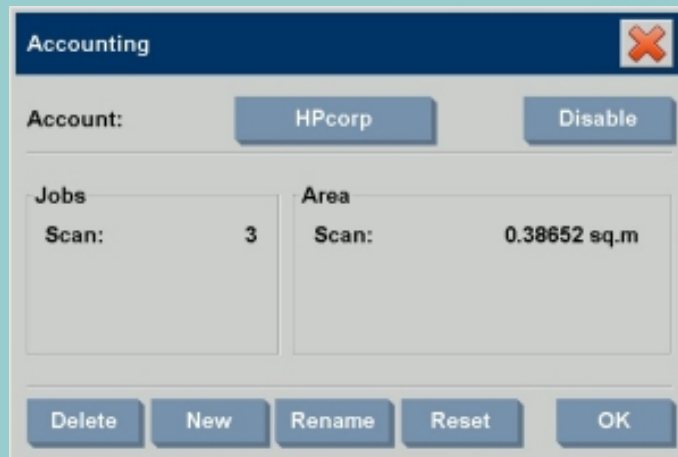 Accounting
Account: HPcorp Disable
Jobs Area
Scan: 3 Scan: 0.38652 sq.m
Delete New Rename Reset OK